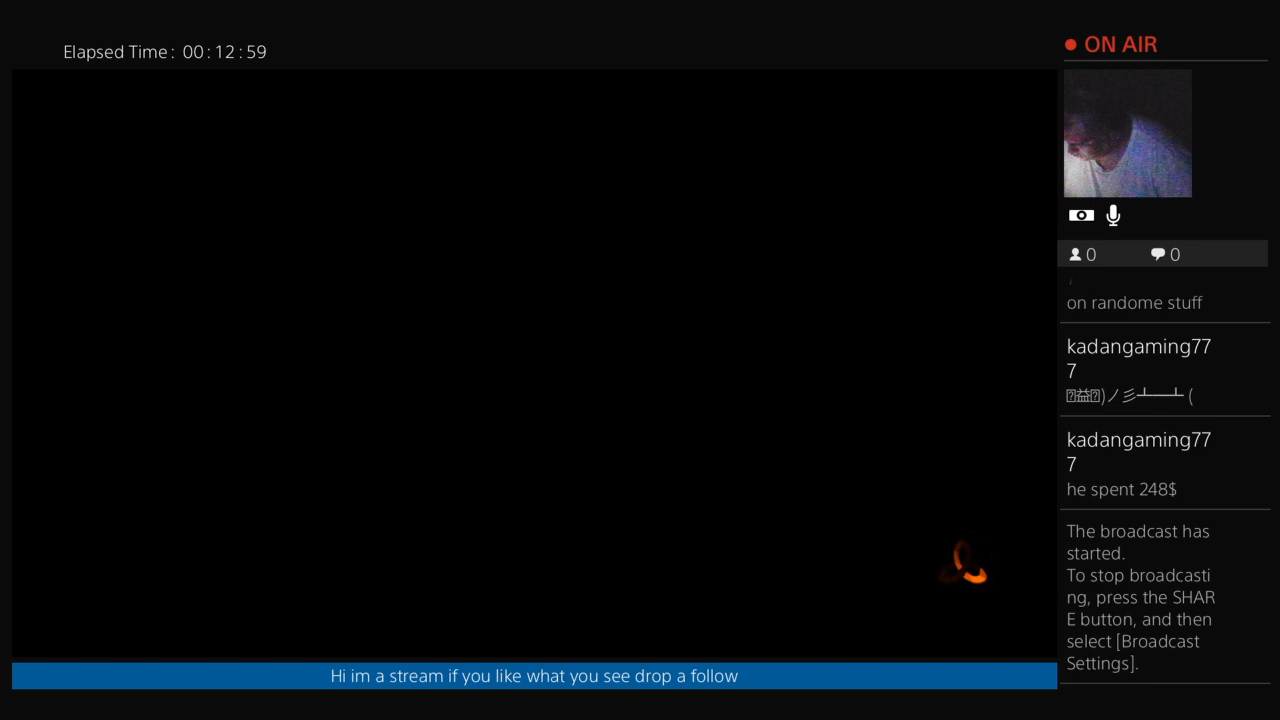 Elapsed Time: 00:12:59
ON AIR
0 0
on randome stuff
kadangaming77
7
益)ノ彡┻━┻ (
kadangaming77
7
he spent 248$
The broadcast has
started.
To stop broadcasti
ng, press the SHAR
E button, and then
select [Broadcast
Settings].
Hi im a stream if you like what you see drop a follow